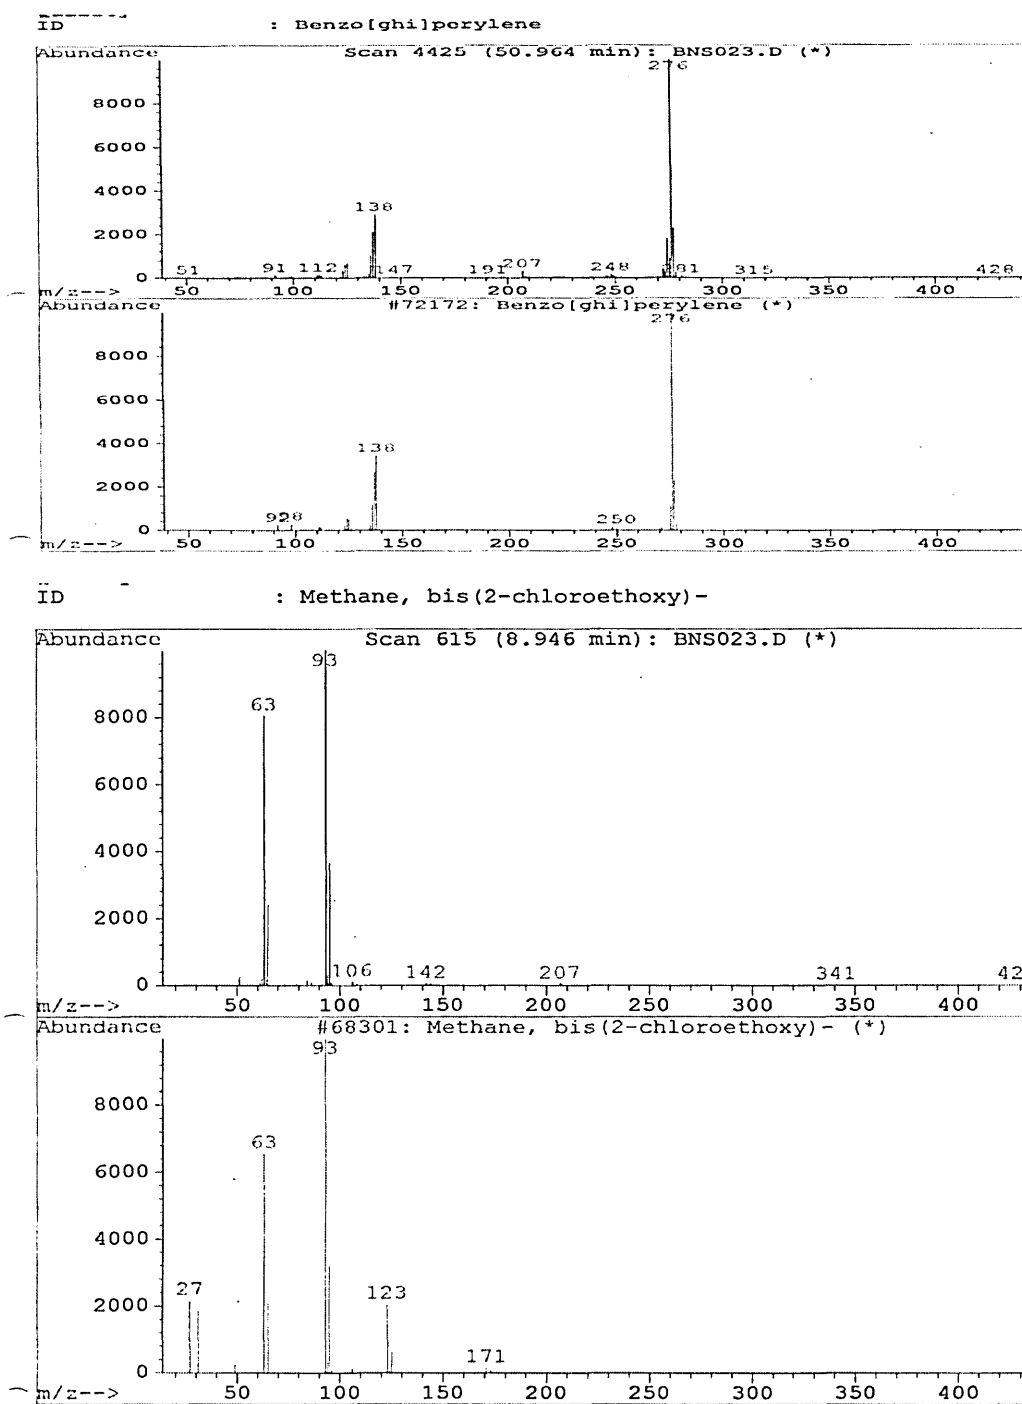 ID : Benzo[ghi]perylene
Abundance Scan 4425 (50.964 min): BNS023.D (*)
276
8000
6000
4000
138
2000
0 51 91 112 147 191 207 248 281 315 428
m/z--> 50 100 150 200 250 300 350 400
Abundance #72172: Benzo[ghi]perylene (*)
276
8000
6000
4000
138
2000
0 250
m/z--> 50 100 150 200 250 300 350 400
ID : Methane, bis(2-chloroethoxy)-
Abundance Scan 615 (8.946 min): BNS023.D (*)
93
63
8000
6000
4000
2000
0 106 142 207 341 42
m/z--> 50 100 150 200 250 300 350 400
Abundance #68301: Methane, bis(2-chloroethoxy)- (*)
93
8000
63
6000
4000
27 123
2000
171
0
m/z--> 50 100 150 200 250 300 350 400